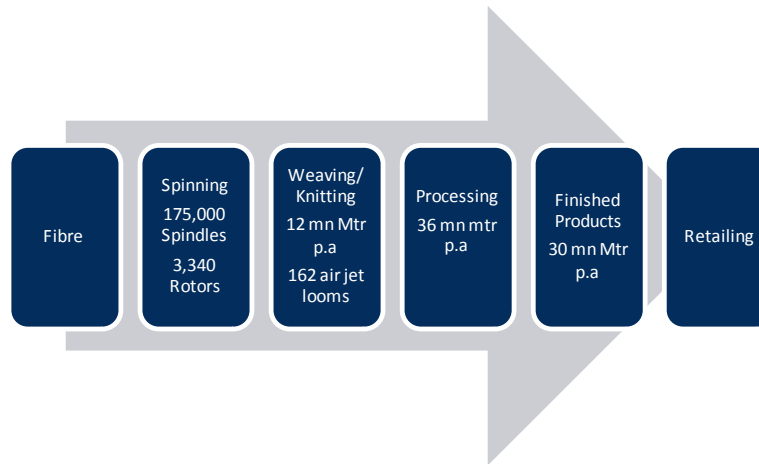 Fibre
Spinning
175,000
Spindles
3,340
Rotors
Weaving/
Knitting
12 mn Mtr
p.a
162 air jet
looms
Processing
36 mn mtr
p.a
Finished
Products
30 mn Mtr
p.a
Retailing